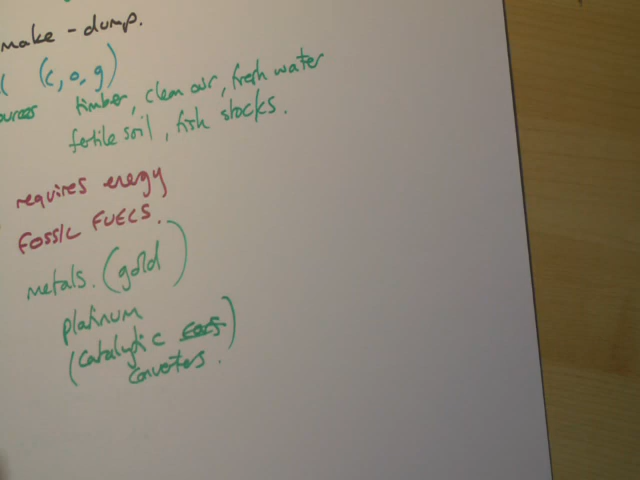 make - dump.
(c, o, g)
timber, clean air, fresh water
fertile soil, fish stocks.
requires energy
FOSSIL FUELS.
metals. (gold)
platinum
(catalytic cars)
converters.